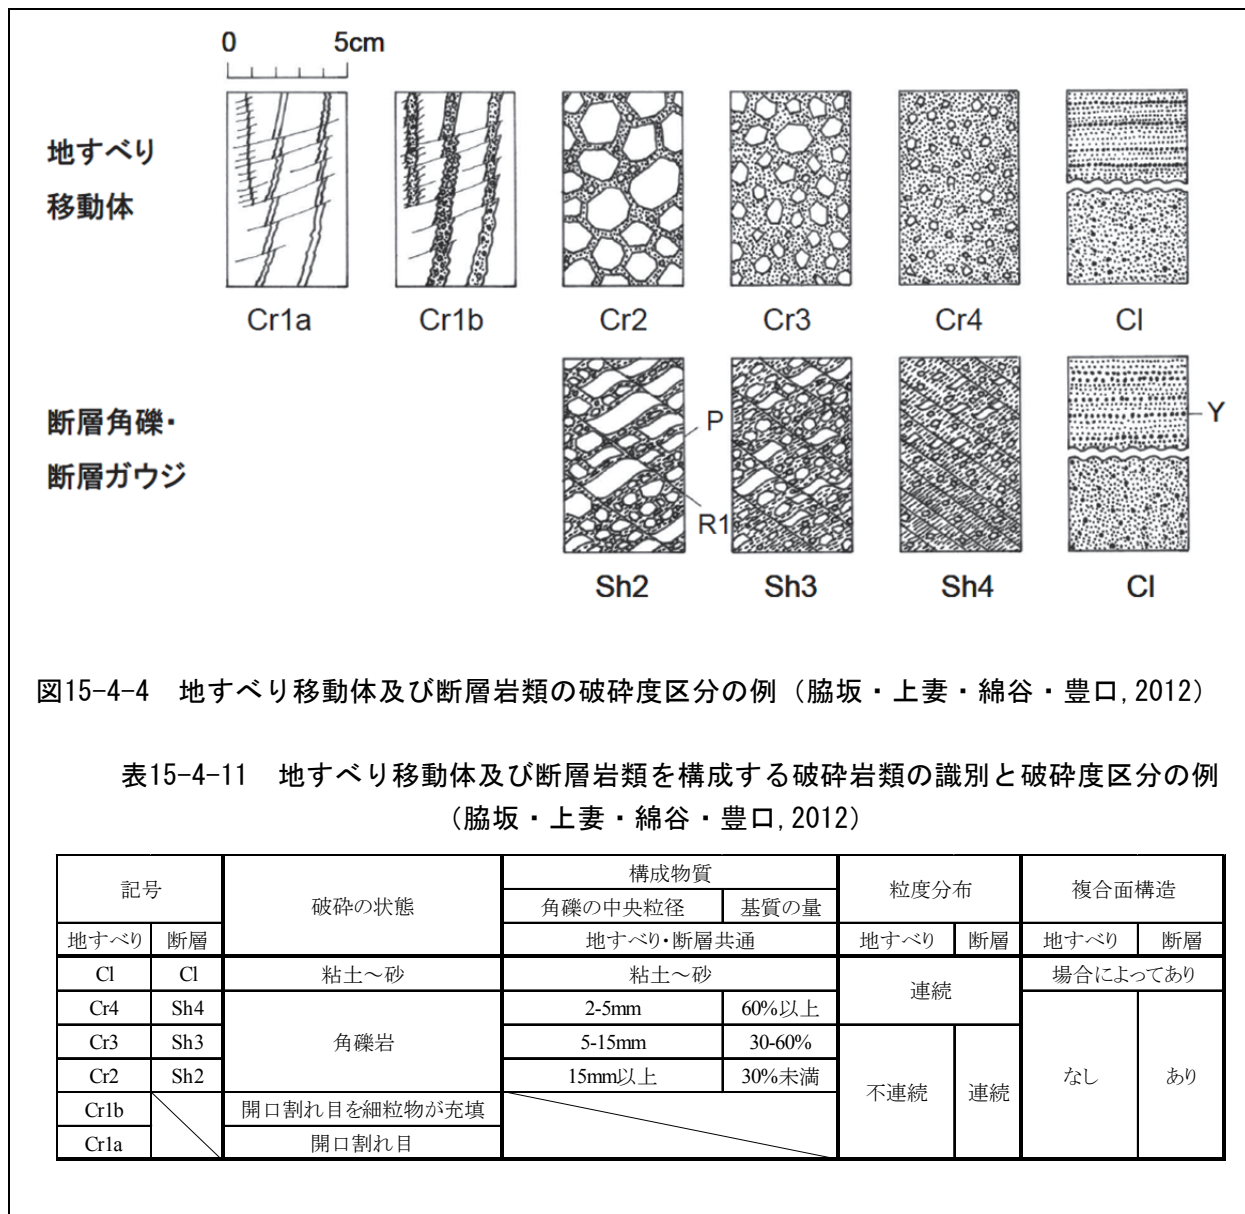 0 5cm
地すべり
移動体
Cr1a Cr1b Cr2 Cr3 Cr4 Cl
断層角礫・
断層ガウジ
P
R1
Y
Sh2 Sh3 Sh4 Cl
図15-4-4 地すべり移動体及び断層岩類の破砕度区分の例（脇坂・上妻・綿谷・豊口,2012）
表15-4-11 地すべり移動体及び断層岩類を構成する破砕岩類の識別と破砕度区分の例
（脇坂・上妻・綿谷・豊口,2012）
記号 破砕の状態 構成物質 粒度分布 複合面構造
角礫の中央粒径 基質の量
地すべり 断層 地すべり・断層共通 地すべり 断層 地すべり 断層
Cl Cl 粘土～砂 粘土～砂 連続 場合によってあり
Cr4 Sh4 角礫岩 2-5mm 60%以上 なし あり
Cr3 Sh3 5-15mm 30-60% 不連続 連続
Cr2 Sh2 15mm以上 30%未満
Cr1b 開口割れ目を細粒物が充填
Cr1a 開口割れ目